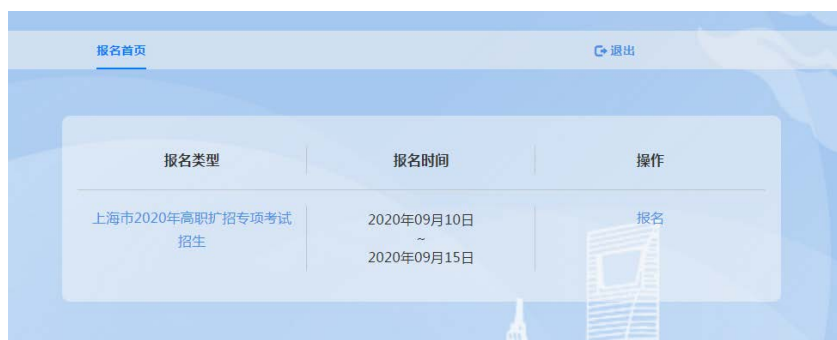 报名首页
退出
报名类型
报名时间
操作
上海市2020年高职扩招专项考试
招生
2020年09月10日
~
2020年09月15日
报名